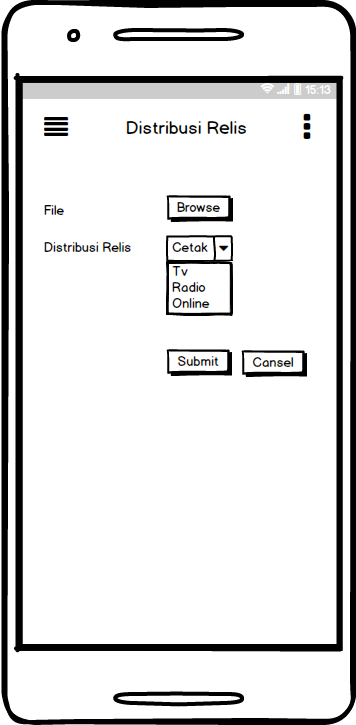 15:13
Distribusi Relis
File
Browse
Distribusi Relis
Cetak
Tv
Radio
Online
Submit
Cansel